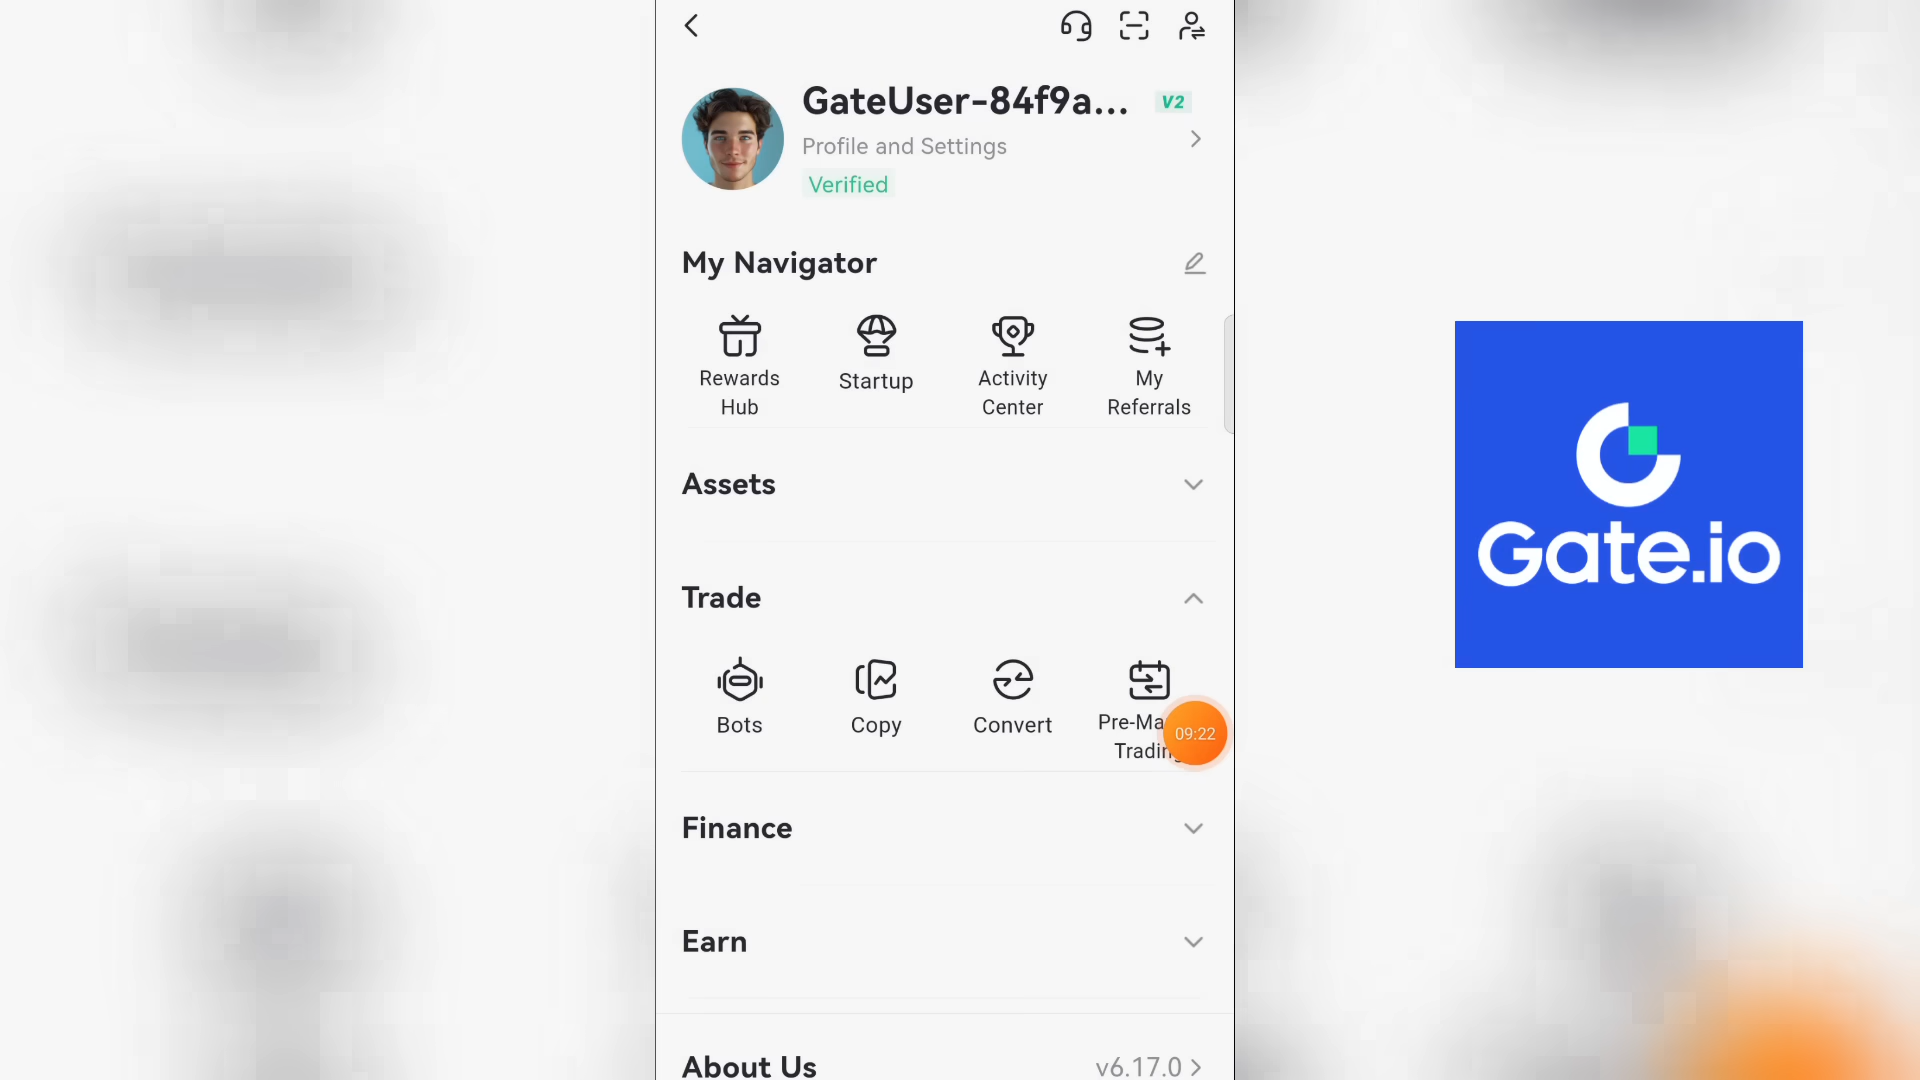 GateUser-84f9a... V2
Profile and Settings
Verified
My Navigator
Rewards Hub
Startup
Activity Center
My Referrals
Assets
Trade
Bots
Copy
Convert
Pre-Ma
Trading
09:22
Finance
Earn
About Us v6.17.0
Gate.io